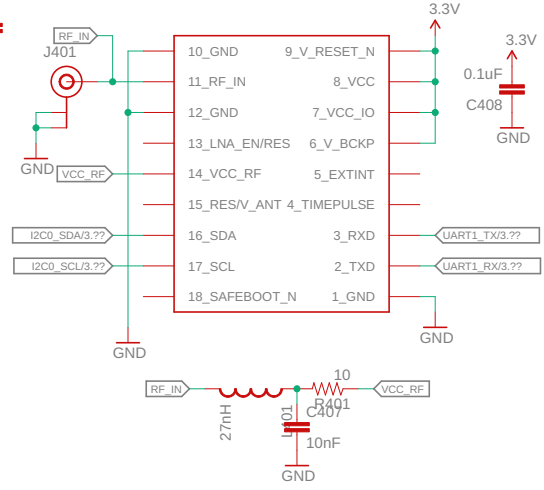 3.3V
RF_IN
J401
3.3V
10_GND 9_V_RESET_N
0.1uF
11_RF_IN 8_VCC
C408
12_GND 7_VCC_IO
GND
13_LNA_EN/RES 6_V_BCKP
GND
VCC_RF 14_VCC_RF 5_EXTINT
15_RES/V_ANT 4_TIMEPULSE
I2C0_SDA/3.?? 16_SDA 3_RXD UART1_TX/3.??
I2C0_SCL/3.?? 17_SCL 2_TXD UART1_RX/3.??
18_SAFEBOOT_N 1_GND
GND
GND
10
RF_IN VCC_RF
R401
C407
27nH
L401
10nF
GND